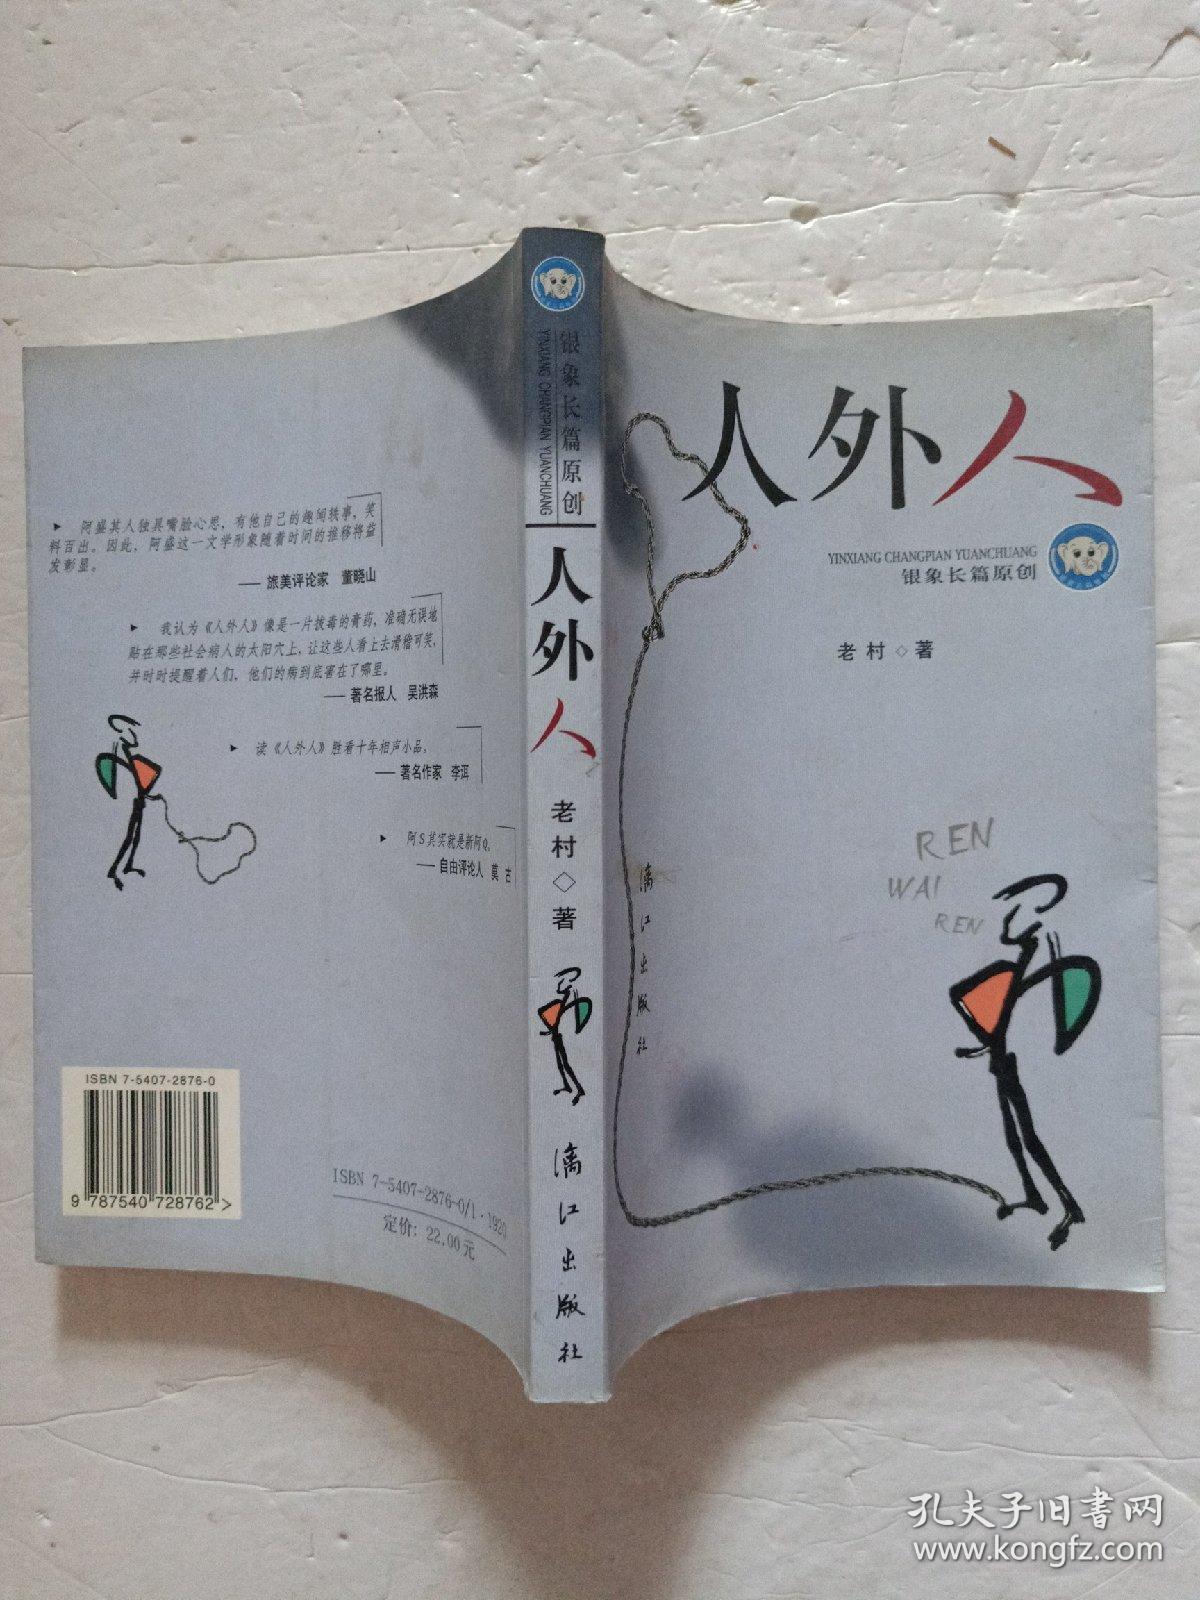 阿盛其人独具嘴脸心思，有他自己的趣闻轶事，笑
料百出。因此，阿盛这一文学形象随着时间的推移将益
发彰显。
—— 旅美评论家　董晓山
我认为《人外人》像是一片拔毒的膏药，准确无误地
贴在那些社会病人的太阳穴上，让这些人看上去滑稽可笑，
并时时提醒着人们，他们的病到底害在了哪里。
—— 著名报人　吴洪森
读《人外人》胜看十年相声小品。
—— 著名作家　李洱
阿S其实就是新阿Q。
—— 自由评论人　莫 古
ISBN 7-5407-2876-0
9 787540 728762 >
ISBN 7-5407-2876-0/I·1920
定价: 22.00元
银象长篇原创
YINXIANG CHANGPIAN YUANCHUANG
人外人
老村◇著
漓江出版社
人外人
YINXIANG CHANGPIAN YUANCHUANG
银象长篇原创
老村◇著
漓江出版社
REN
WAI
REN
孔夫子旧书网
www.kongfz.com